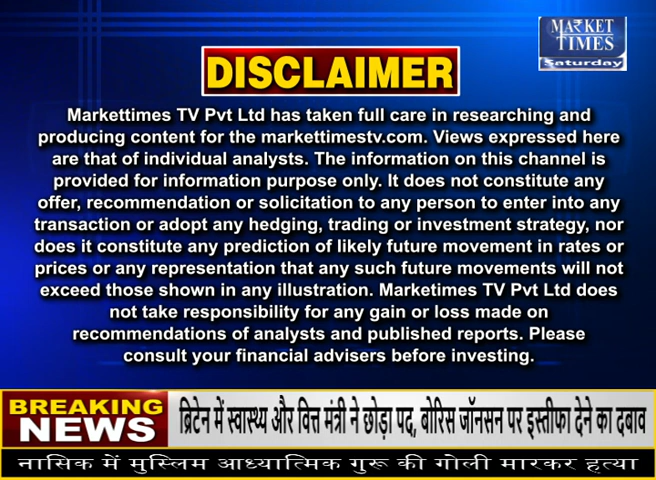 MARKET
TIMES
Saturday
DISCLAIMER
Markettimes TV Pvt Ltd has taken full care in researching and
producing content for the markettimestv.com. Views expressed here
are that of individual analysts. The information on this channel is
provided for information purpose only. It does not constitute any
offer, recommendation or solicitation to any person to enter into any
transaction or adopt any hedging, trading or investment strategy, nor
does it constitute any prediction of likely future movement in rates or
prices or any representation that any such future movements will not
exceed those shown in any illustration. Marketimes TV Pvt Ltd does
not take responsibility for any gain or loss made on
recommendations of analysts and published reports. Please
consult your financial advisers before investing.
BREAKING
NEWS
ब्रिटेन में स्वास्थ्य और वित्त मंत्री ने छोड़ा पद, बोरिस जॉनसन पर इस्तीफा देने का दबाव
नासिक में मुस्लिम आध्यात्मिक गुरू की गोली मारकर हत्या